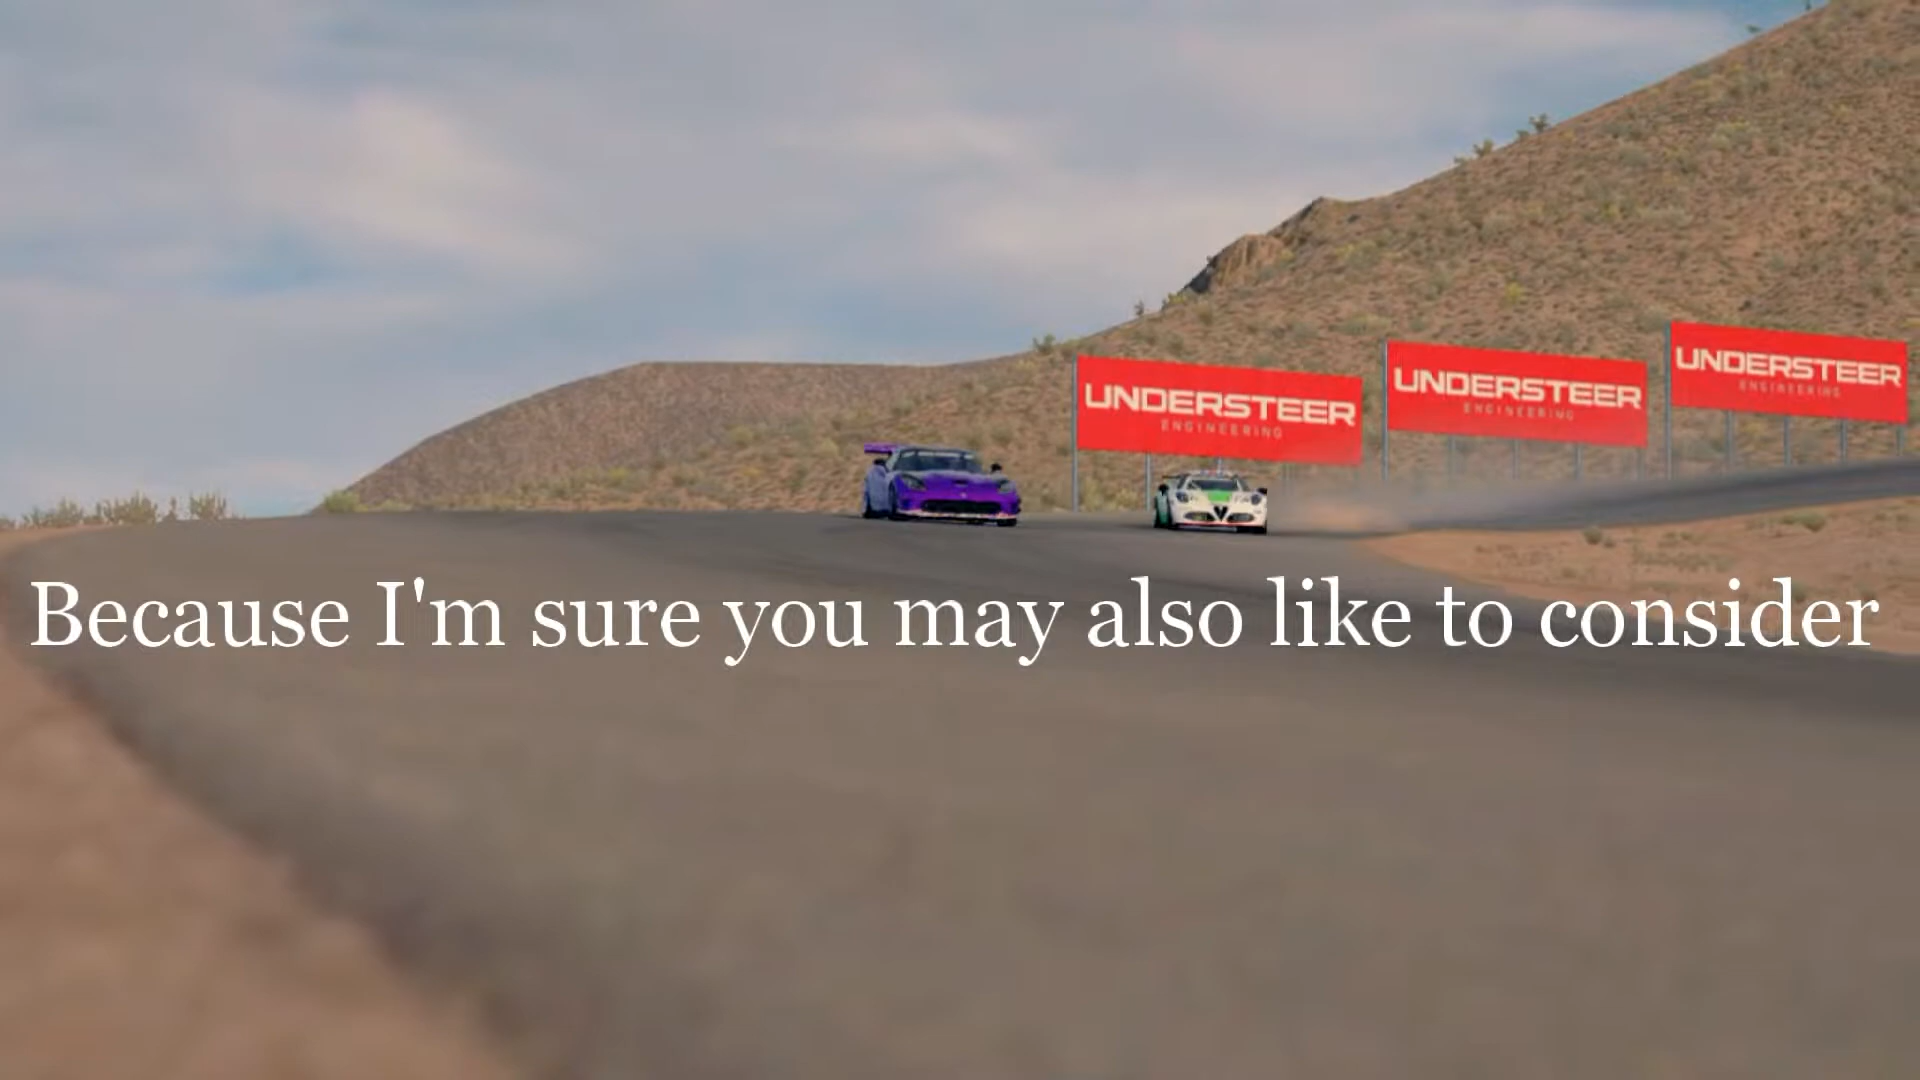 UNDERSTEER
ENGINEERING
UNDERSTEER
ENGINEERING
UNDERSTEER
ENGINEERING
Because I'm sure you may also like to consider